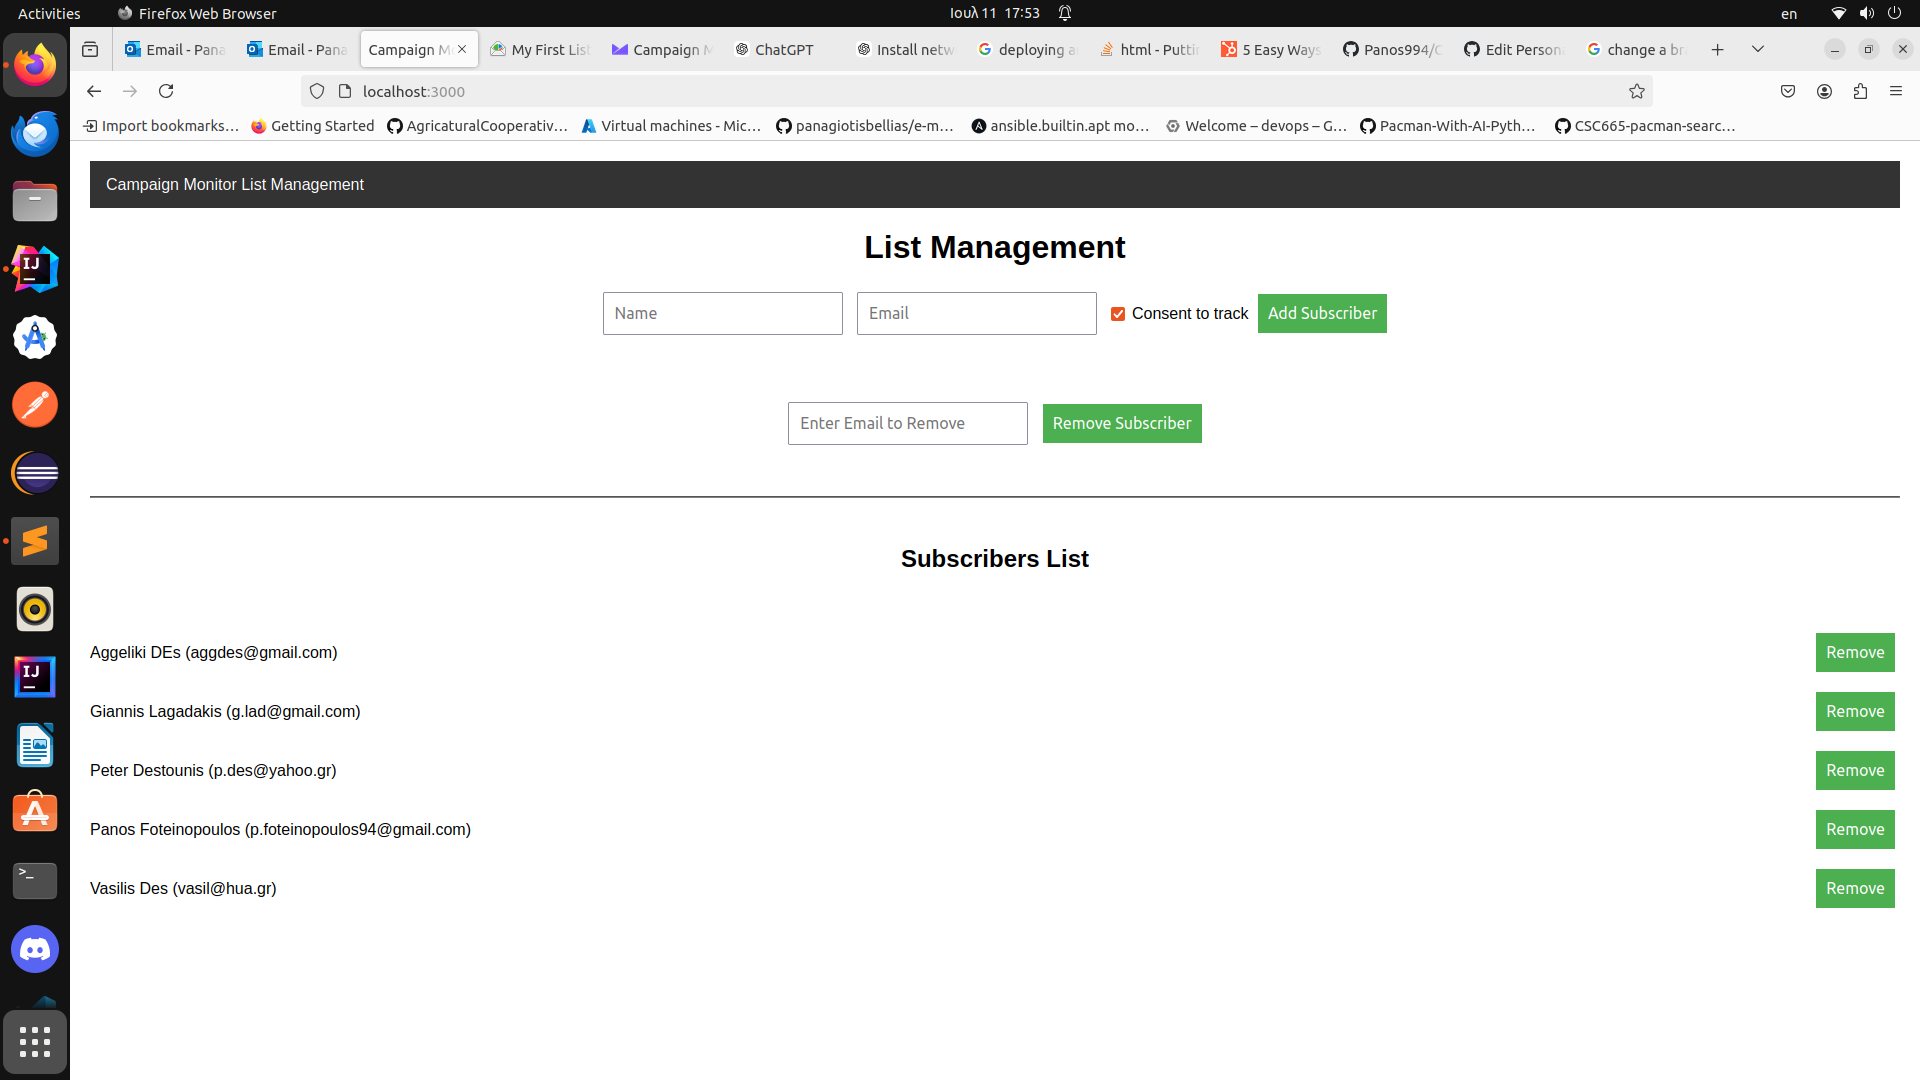 Activities
Firefox Web Browser
Ιουλ 11 17:53
en
Email - Pana
Email - Pana
Campaign Mo
My First List
Campaign M
ChatGPT
Install netw
deploying a
html - Puttin
5 Easy Ways
Panos994/C
Edit Person
change a bra
localhost:3000
Import bookmarks…
Getting Started
AgricaturalCooperativ…
Virtual machines - Mic…
panagiotisbellias/e-m…
ansible.builtin.apt mo…
Welcome – devops – G…
Pacman-With-AI-Pyth…
CSC665-pacman-searc…
Campaign Monitor List Management
List Management
Name
Email
Consent to track
Add Subscriber
Enter Email to Remove
Remove Subscriber
Subscribers List
Aggeliki DEs (aggdes@gmail.com)
Remove
Giannis Lagadakis (g.lad@gmail.com)
Remove
Peter Destounis (p.des@yahoo.gr)
Remove
Panos Foteinopoulos (p.foteinopoulos94@gmail.com)
Remove
Vasilis Des (vasil@hua.gr)
Remove